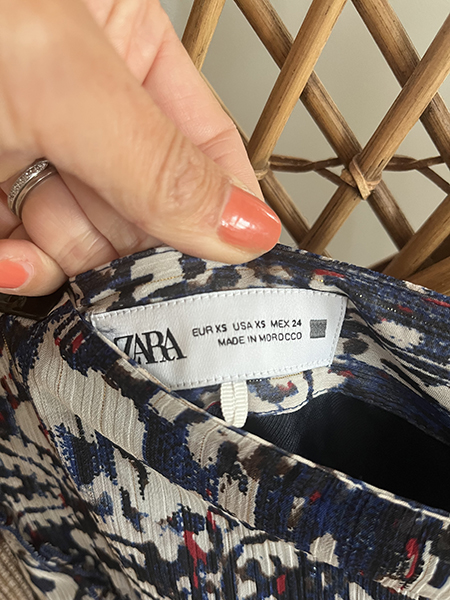 ZARA
EUR XS USA XS MEX 24
MADE IN MOROCCO